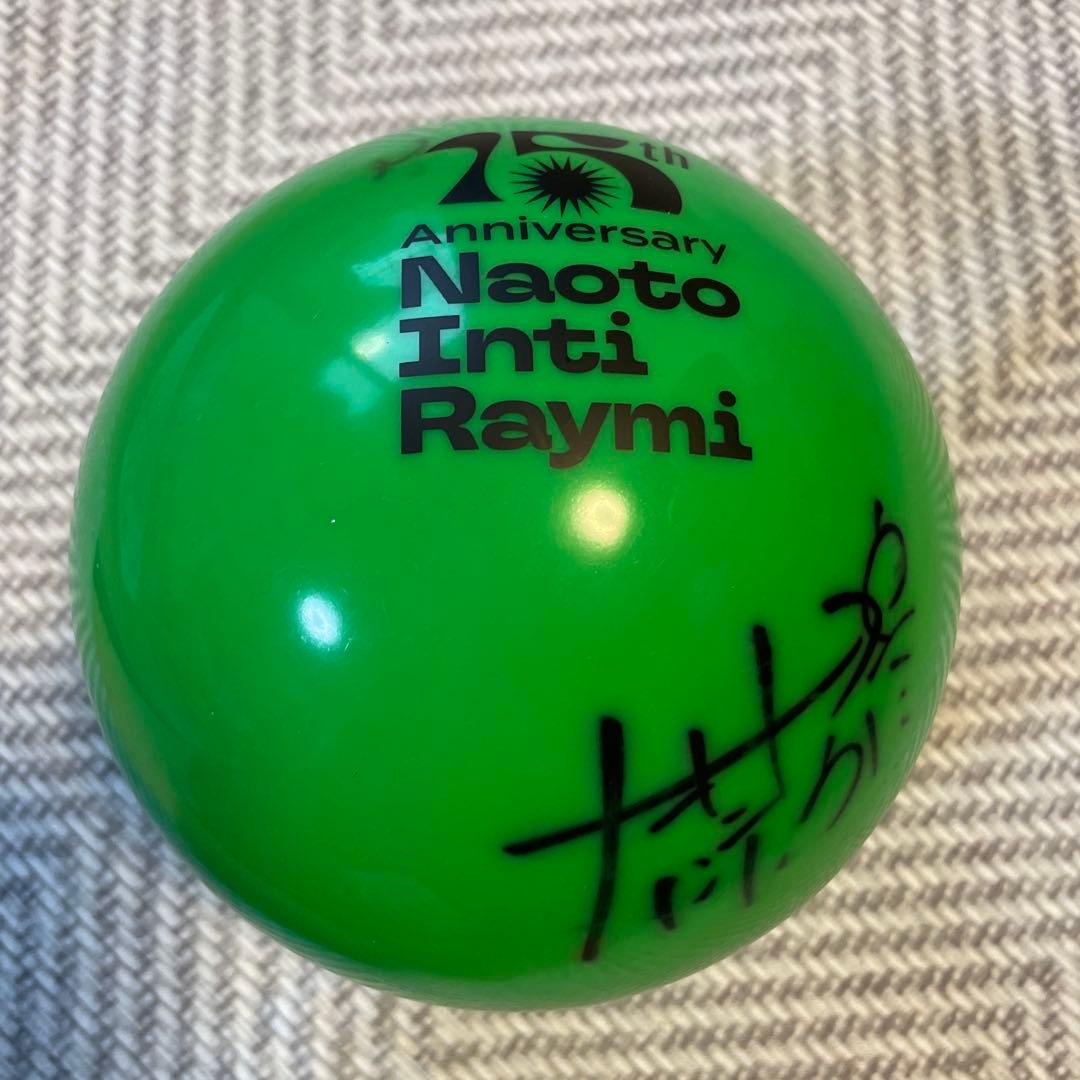 15th
Anniversary
Naoto
Inti
Raymi